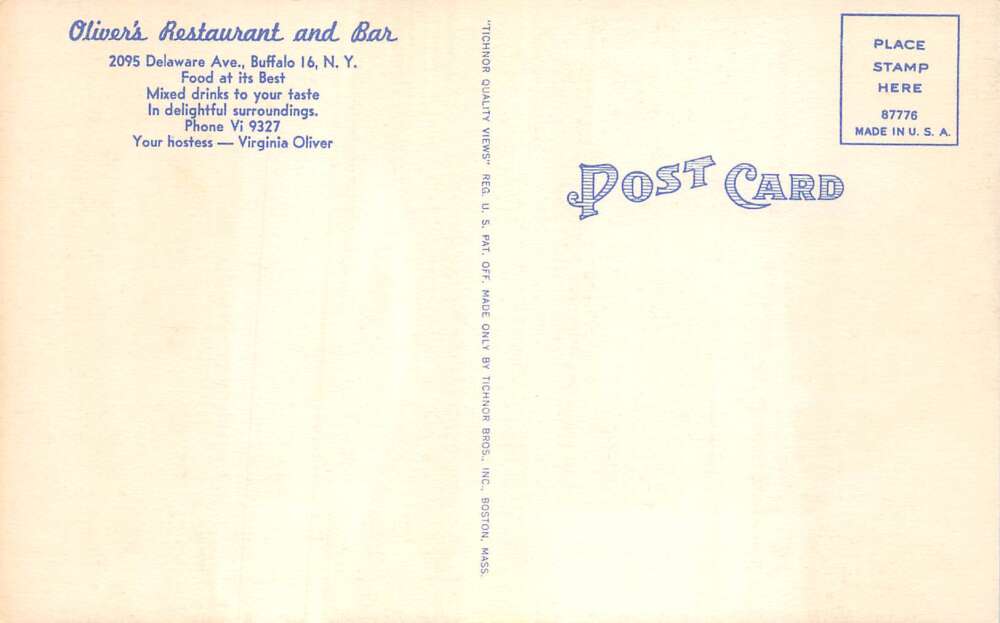 Oliver's Restaurant and Bar
2095 Delaware Ave., Buffalo 16, N. Y.
Food at its Best
Mixed drinks to your taste
In delightful surroundings.
Phone Vi 9327
Your hostess — Virginia Oliver
"TICHNOR QUALITY VIEWS" REG. U. S. PAT. OFF. MADE ONLY BY TICHNOR BROS., INC., BOSTON, MASS.
POST CARD
PLACE
STAMP
HERE
87776
MADE IN U. S. A.